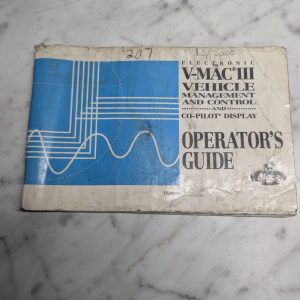 207
ELECTRONIC
V-MAC® III
VEHICLE
MANAGEMENT
AND CONTROL
AND
CO-PILOT® DISPLAY
OPERATOR'S
GUIDE